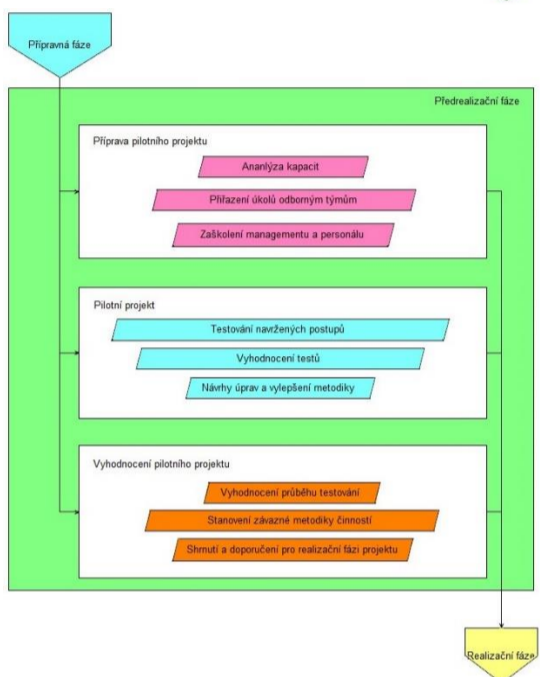 Přípravná fáze
Předrealizační fáze
Příprava pilotního projektu
Ananlýza kapacit
Přiřazení úkolů odborným týmům
Zaškolení managementu a personálu
Pilotní projekt
Testování navržených postupů
Vyhodnocení testů
Návrhy úprav a vylepšení metodiky
Vyhodnocení pilotního projektu
Vyhodnocení průběhu testování
Stanovení závazné metodiky činností
Shrnutí a doporučení pro realizační fázi projektu
Realizační fáze